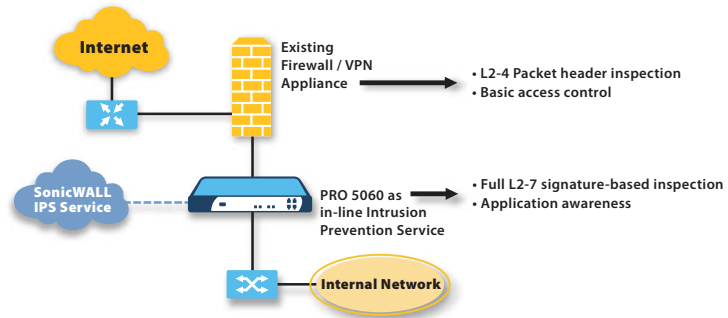 Internet
Existing
Firewall / VPN
Appliance
• L2-4 Packet header inspection
• Basic access control
SonicWALL
IPS Service
PRO 5060 as
in-line Intrusion
Prevention Service
• Full L2-7 signature-based inspection
• Application awareness
Internal Network